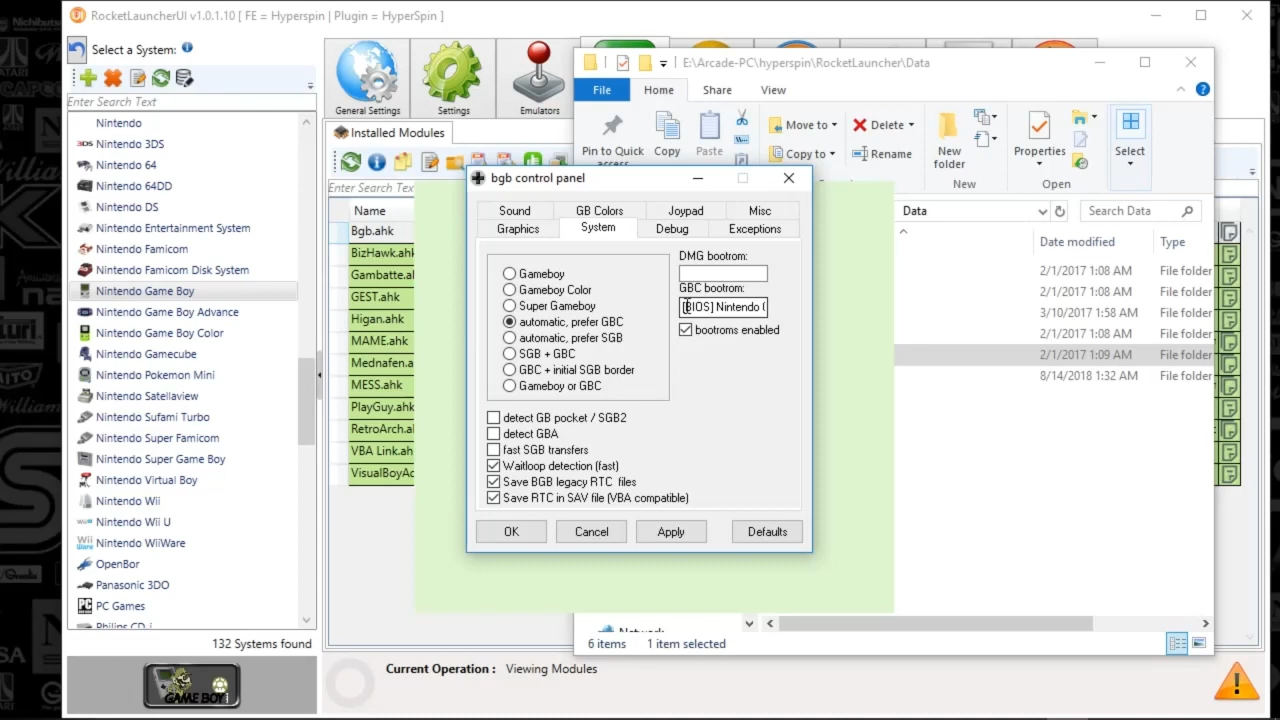 RocketLauncherUI v1.0.1.10 [ FE = Hyperspin | Plugin = HyperSpin ]
Select a System:
Enter Search Text
Nintendo
Nintendo 3DS
Nintendo 64
Nintendo 64DD
Nintendo DS
Nintendo Entertainment System
Nintendo Famicom
Nintendo Famicom Disk System
Nintendo Game Boy
Nintendo Game Boy Advance
Nintendo Game Boy Color
Nintendo Gamecube
Nintendo Pokemon Mini
Nintendo Satellaview
Nintendo Sufami Turbo
Nintendo Super Famicom
Nintendo Super Game Boy
Nintendo Virtual Boy
Nintendo Wii
Nintendo Wii U
Nintendo WiiWare
OpenBor
Panasonic 3DO
PC Games
Philips CD-i
132 Systems found
GAME BOY
General Settings
Settings
Emulators
Installed Modules
Enter Search Text
Name
Bgb.ahk
BizHawk.ahk
Gambatte.a
GEST.ahk
Higan.ahk
MAME.ahk
Mednafen.a
MESS.ahk
PlayGuy.ahk
RetroArch.ahk
VBA Link.ahk
VisualBoyAd
Current Operation : Viewing Modules
E:\Arcade-PC\hyperspin\RocketLauncher\Data
File
Home
Share
View
Pin to Quick access
Copy
Paste
Move to
Copy to
Delete
Rename
New folder
Properties
Select
New
Open
Data
Search Data
Date modified
Type
2/1/2017 1:08 AM File folder
2/1/2017 1:08 AM File folder
3/10/2017 1:58 AM File folder
2/1/2017 1:08 AM File folder
2/1/2017 1:09 AM File folder
8/14/2018 1:32 AM File folder
Network
6 items
1 item selected
bgb control panel
Sound
GB Colors
Joypad
Misc
Graphics
System
Debug
Exceptions
Gameboy
Gameboy Color
Super Gameboy
automatic, prefer GBC
automatic, prefer SGB
SGB + GBC
GBC + initial SGB border
Gameboy or GBC
DMG bootrom:
GBC bootrom:
[BIOS] Nintendo (
bootroms enabled
detect GB pocket / SGB2
detect GBA
fast SGB transfers
Waitloop detection (fast)
Save BGB legacy RTC files
Save RTC in SAV file (VBA compatible)
OK
Cancel
Apply
Defaults